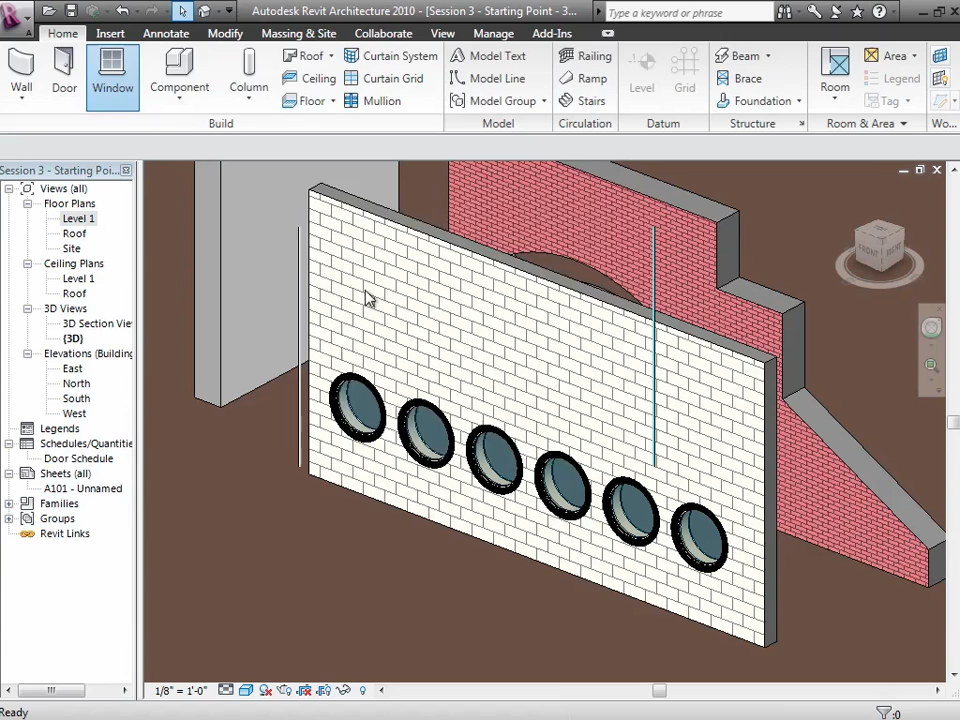 Autodesk Revit Architecture 2010 - [Session 3 - Starting Point - 3...
Type a keyword or phrase
Home Insert Annotate Modify Massing & Site Collaborate View Manage Add-Ins
Wall Door Window Component Column
Roof Curtain System
Ceiling Curtain Grid
Floor Mullion
Build
Model Text
Model Line
Model Group
Model
Railing
Ramp
Stairs
Circulation
Level Grid
Datum
Beam
Brace
Foundation
Structure
Room
Area
Legend
Tag
Room & Area
Wo...
Session 3 - Starting Poi...
Views (all)
Floor Plans
Level 1
Roof
Site
Ceiling Plans
Level 1
Roof
3D Views
3D Section Vie
(3D)
Elevations (Building
East
North
South
West
Legends
Schedules/Quantitie
Door Schedule
Sheets (all)
A101 - Unnamed
Families
Groups
Revit Links
1/8" = 1'-0"
Ready
:0